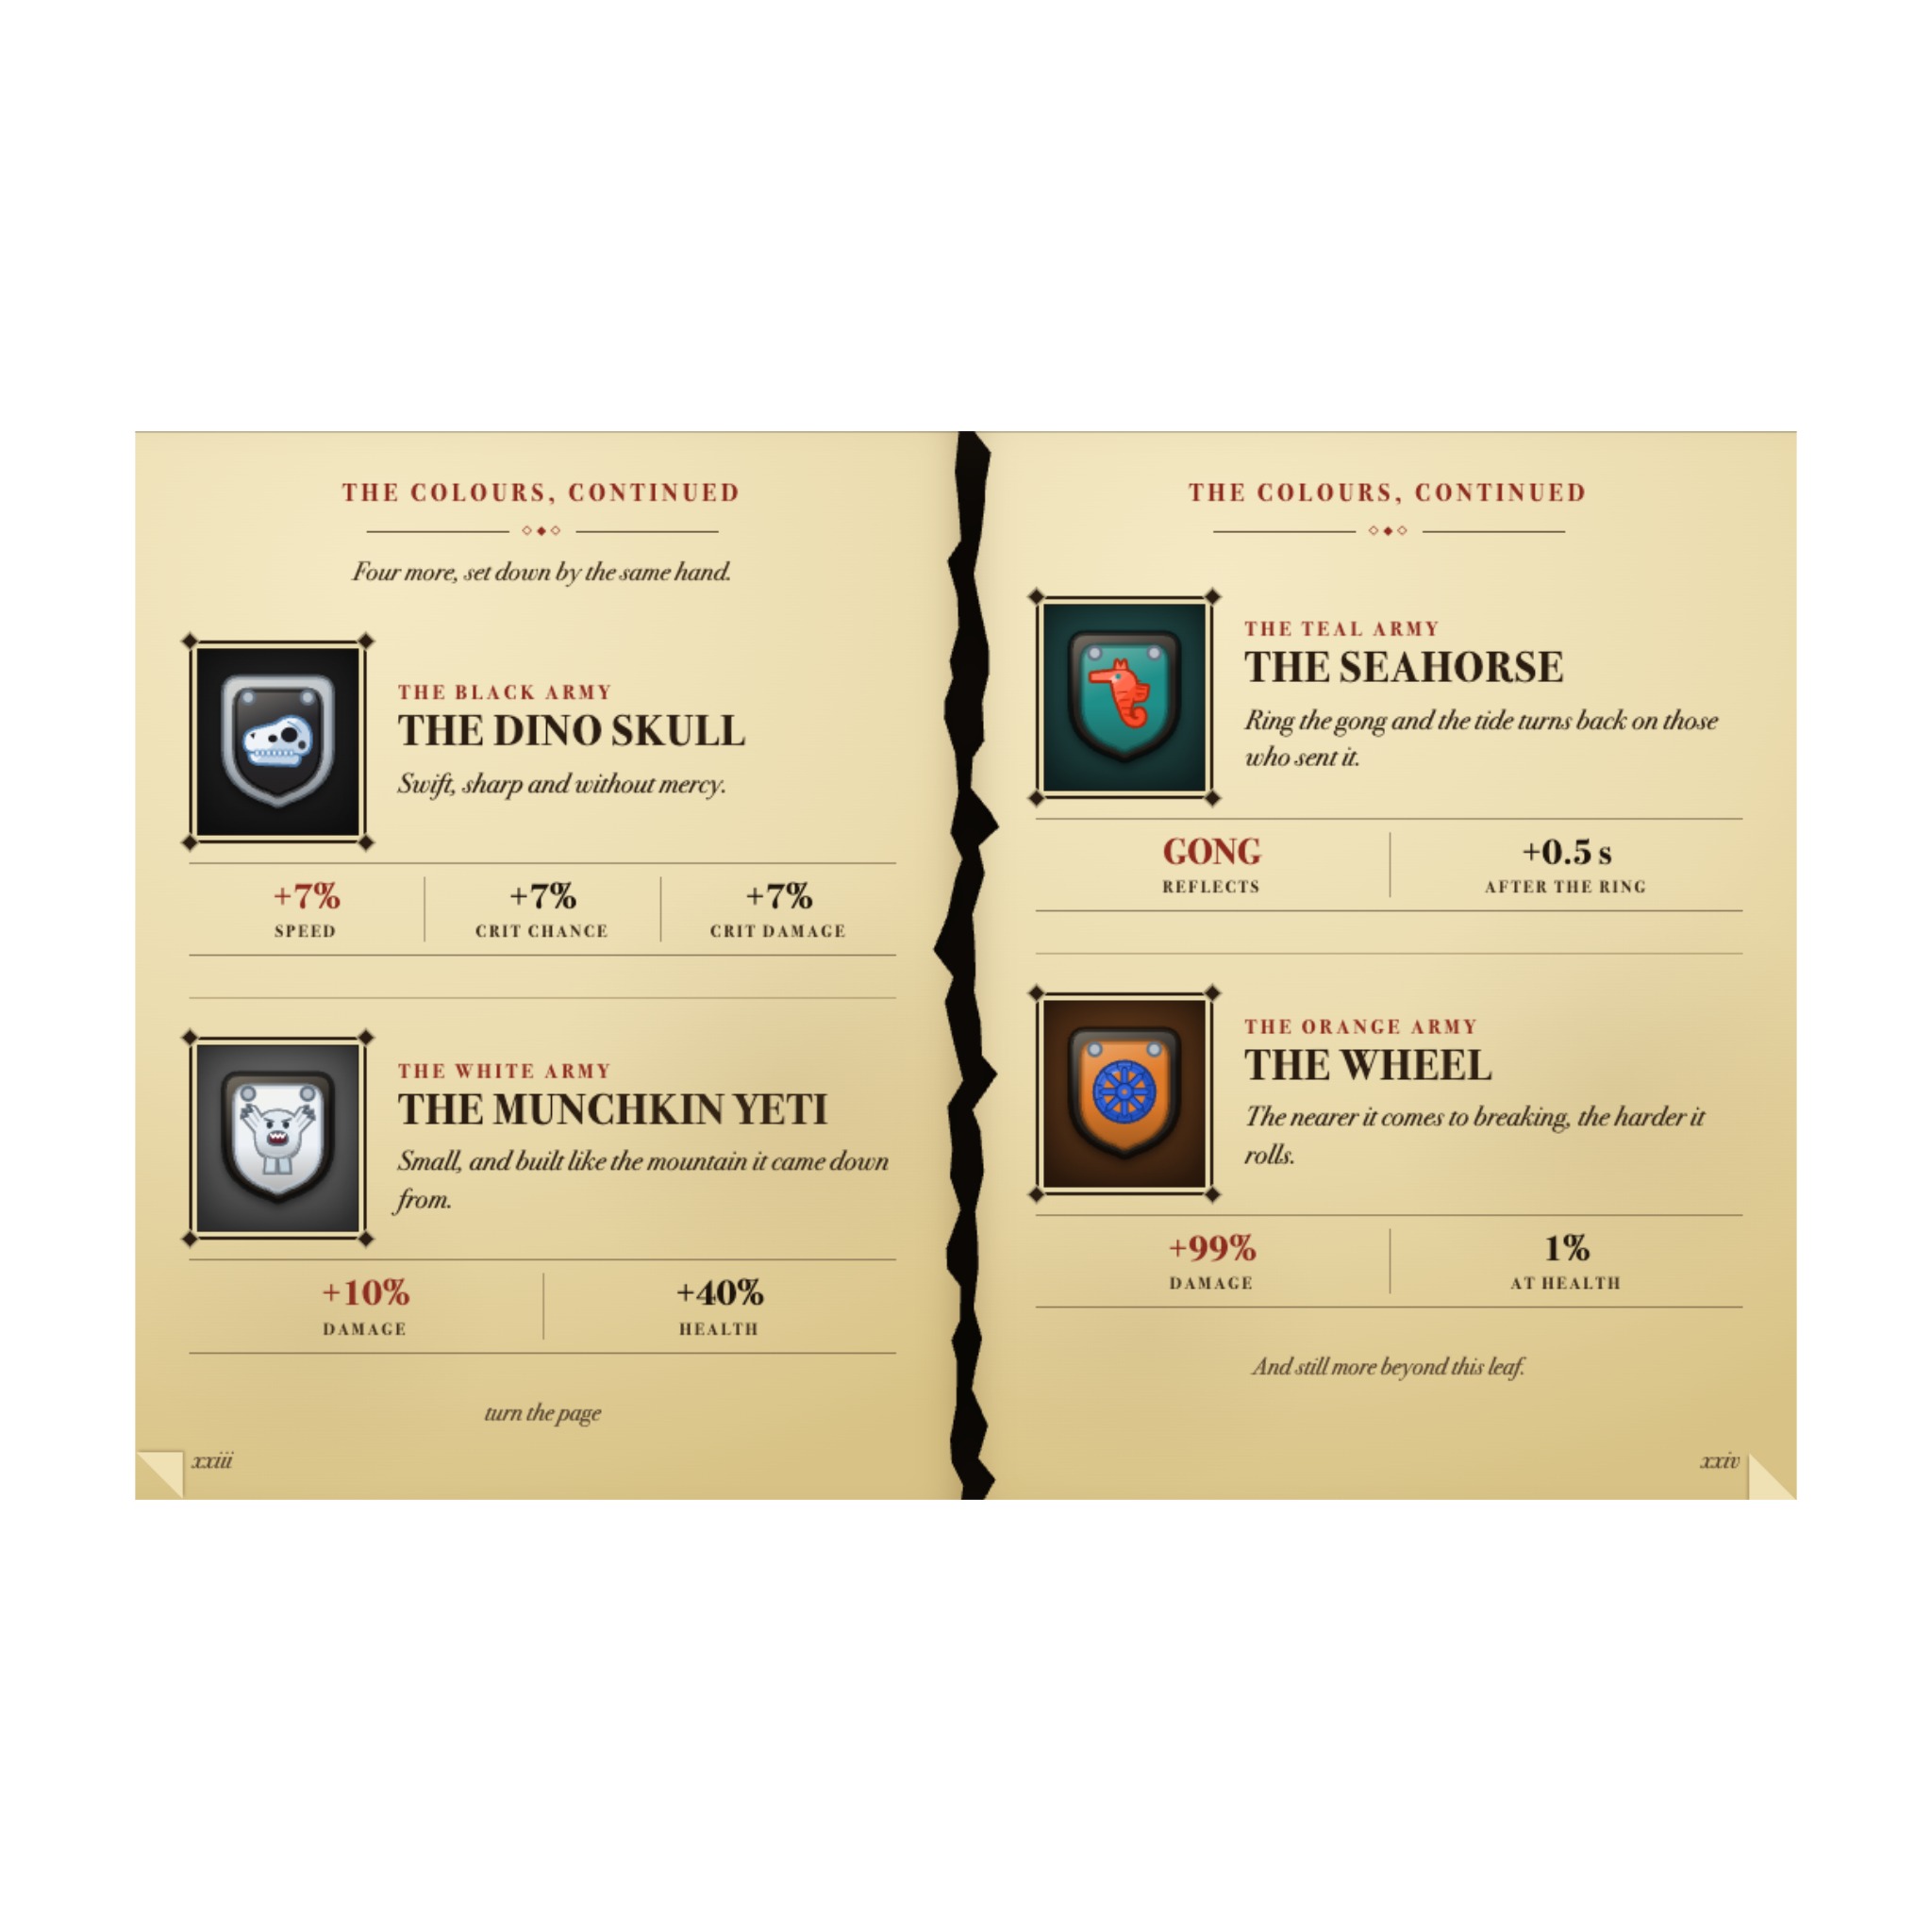 THE COLOURS, CONTINUED
Four more, set down by the same hand.
THE BLACK ARMY
THE DINO SKULL
Swift, sharp and without mercy.
+7%
SPEED
+7%
CRIT CHANCE
+7%
CRIT DAMAGE
THE WHITE ARMY
THE MUNCHKIN YETI
Small, and built like the mountain it came down
from.
+10%
DAMAGE
+40%
HEALTH
turn the page
xxiii
THE COLOURS, CONTINUED
THE TEAL ARMY
THE SEAHORSE
Ring the gong and the tide turns back on those
who sent it.
GONG
REFLECTS
+0.5 s
AFTER THE RING
THE ORANGE ARMY
THE WHEEL
The nearer it comes to breaking, the harder it
rolls.
+99%
DAMAGE
1%
AT HEALTH
And still more beyond this leaf.
xxiv